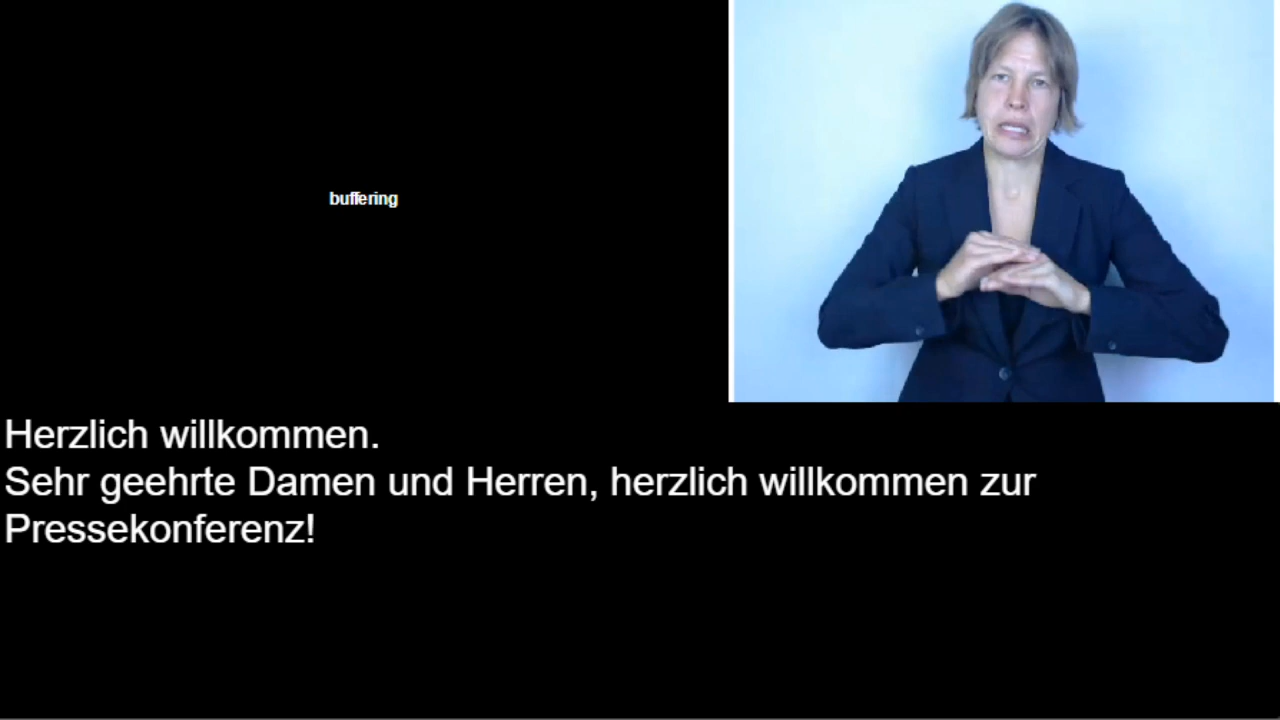 buffering
Herzlich willkommen.
Sehr geehrte Damen und Herren, herzlich willkommen zur
Pressekonferenz!